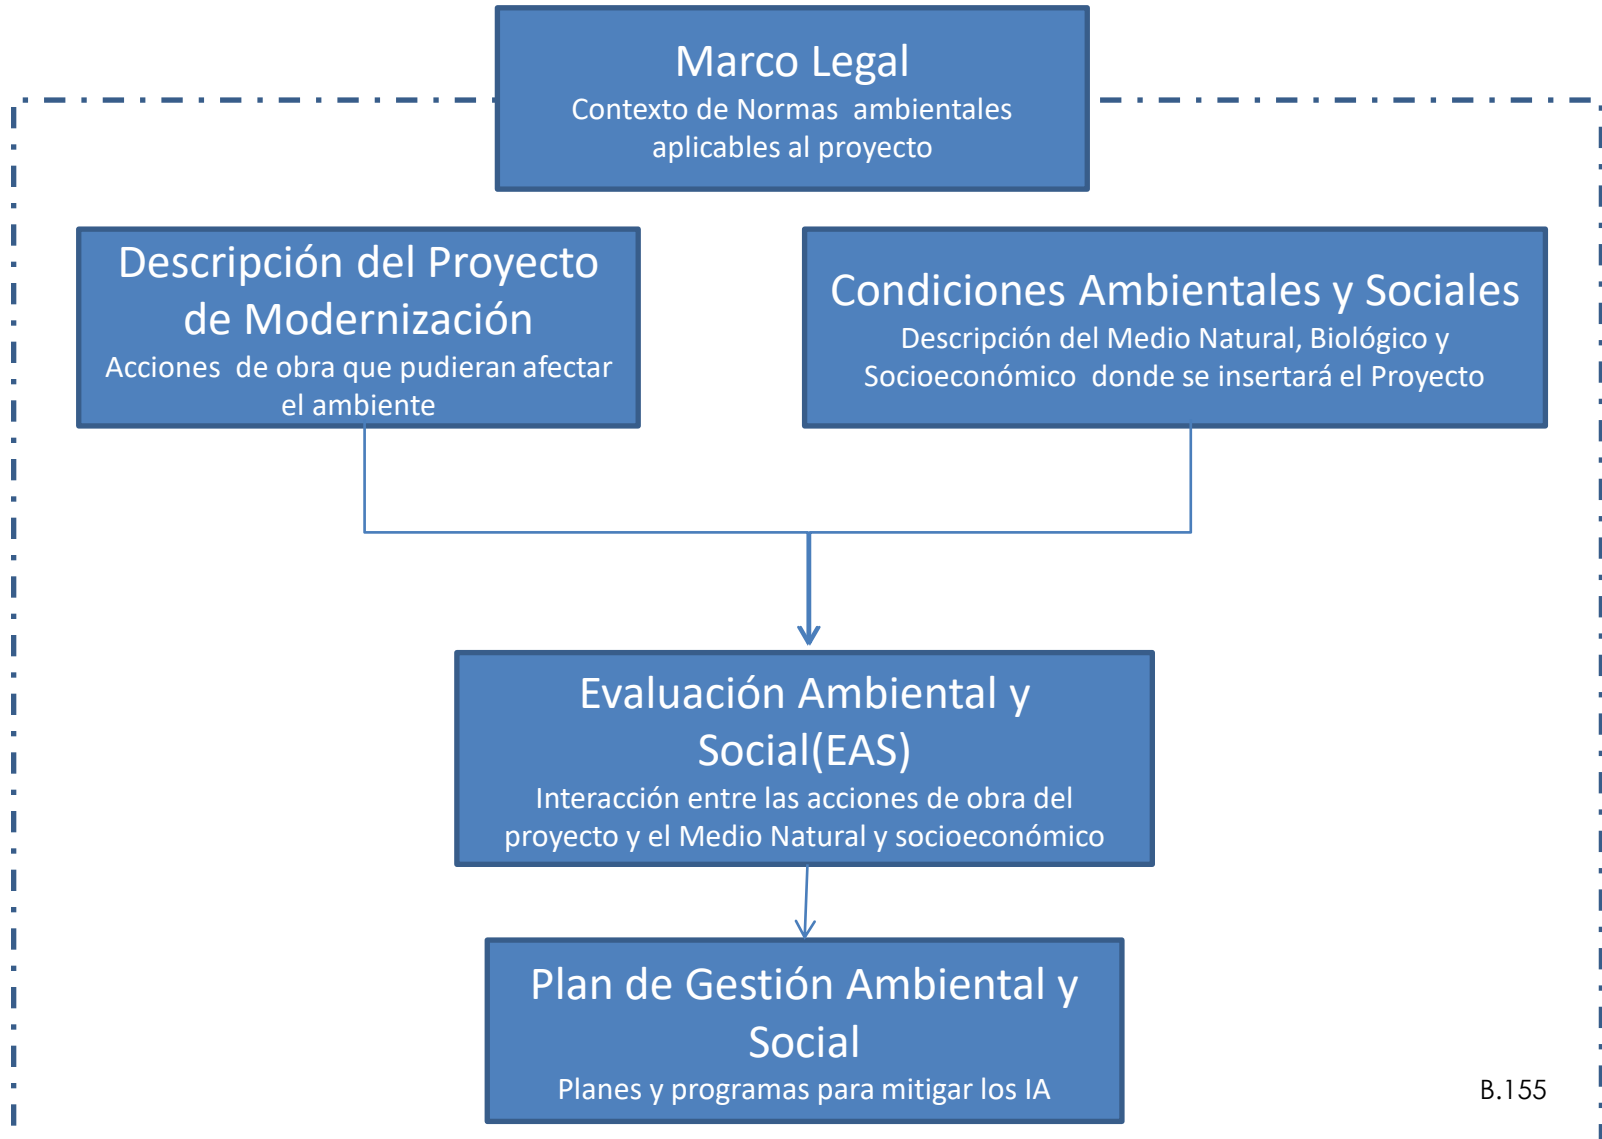 Marco Legal
Contexto de Normas  ambientales
aplicables al proyecto
Descripción del Proyecto
de Modernización
Acciones  de obra que pudieran afectar
el ambiente
Condiciones Ambientales y Sociales
Descripción del Medio Natural, Biológico y
Socioeconómico  donde se insertará el Proyecto
Evaluación Ambiental y
Social(EAS)
Interacción entre las acciones de obra del
proyecto y el Medio Natural y socioeconómico
Plan de Gestión Ambiental y
Social
Planes y programas para mitigar los IA
B.155